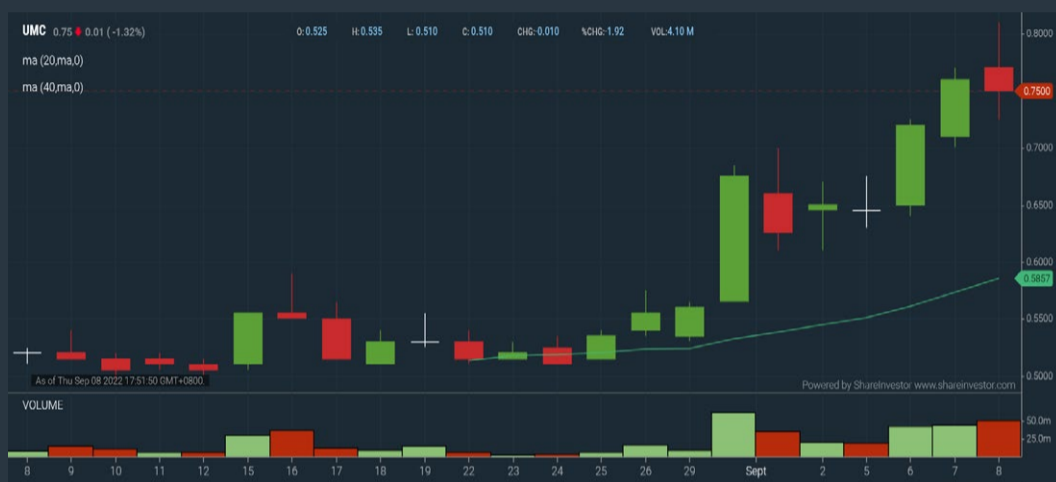 UMC 0.75 0.01 ( -1.32%) O: 0.525 H: 0.535 L: 0.510 C: 0.510 CHG:-0.010 %CHG:-1.92 VOL:4.10 M
ma (20,ma,0)
ma (40,ma,0)
0.8000
0.7500
0.7000
0.6500
0.6000
0.5857
0.5500
0.5000
As of Thu Sep 08 2022 17:51:50 GMT+0800.
Powered by ShareInvestor www.shareinvestor.com
VOLUME
50.0m
25.0m
8 9 10 11 12 15 16 17 18 19 22 23 24 25 26 29 Sept 2 5 6 7 8